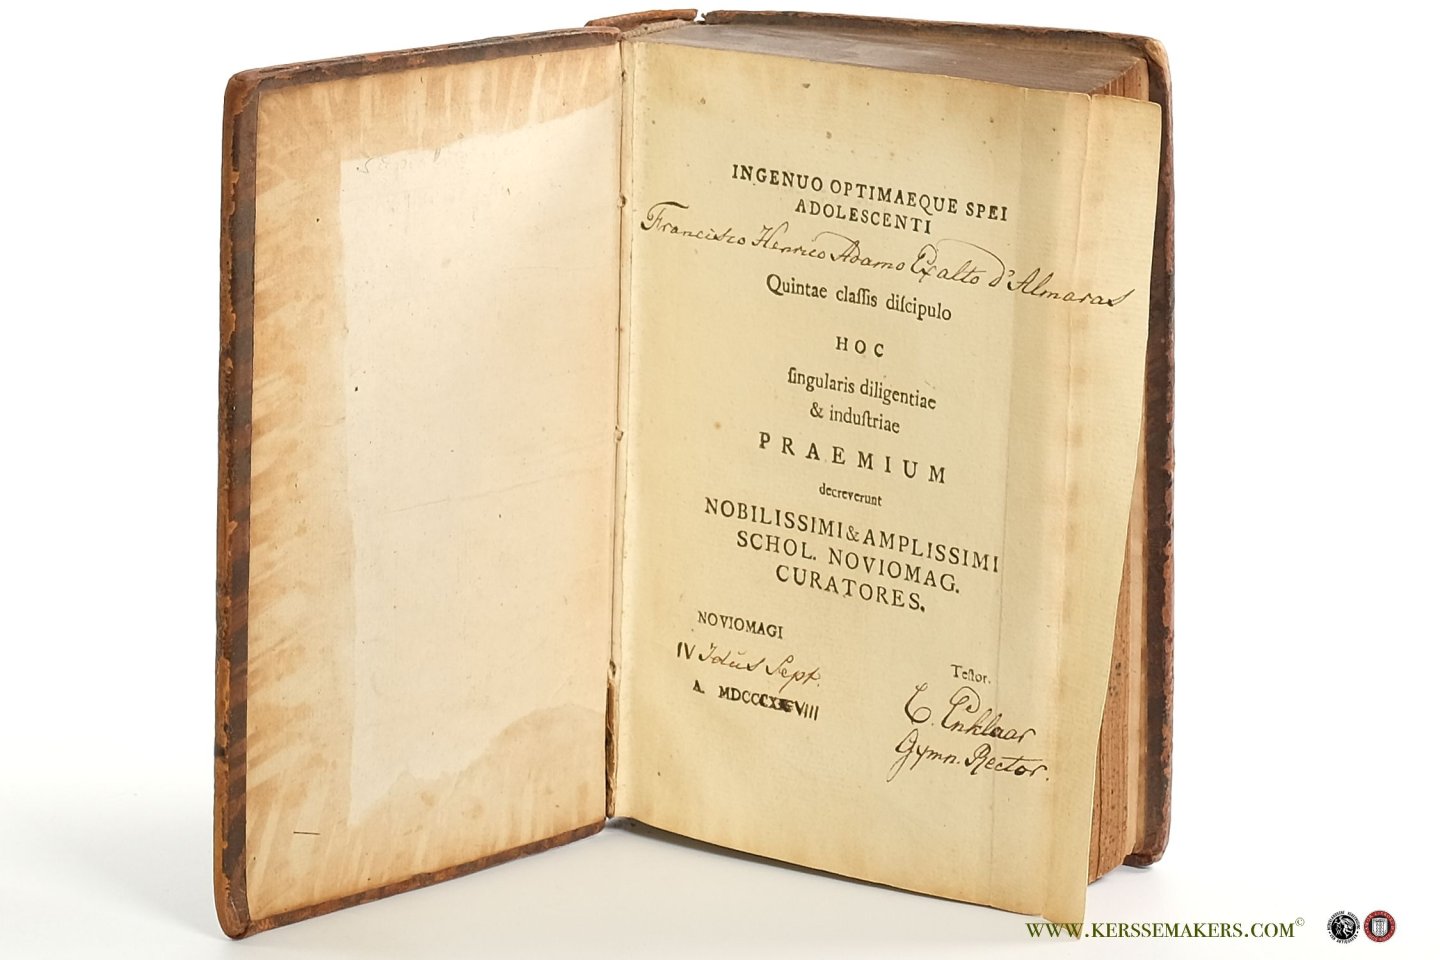 INGENUO OPTIMAEQUE SPEI
ADOLESCENTI
Francisco Henrico Adamo Exalto d'Almaras
Quintae claſſis diſcipulo
HOC
ſingularis diligentiae
& induſtriae
PRAEMIUM
decreverunt
NOBILISSIMI & AMPLISSIMI
SCHOL. NOVIOMAG.
CURATORES.
NOVIOMAGI
IV Idus Sept.
A.
Teſtor.
C. Enklaar
Gymn. Rector.
WWW.KERSSEMAKERS.COM©